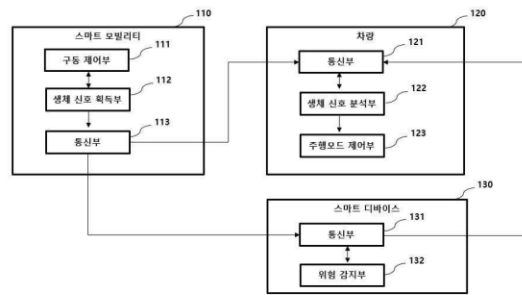 110
스마트 모빌리티
111
구동 제어부
112
생체 신호 획득부
113
통신부
120
차량
121
통신부
122
생체 신호 분석부
123
주행모드 제어부
130
스마트 디바이스
131
통신부
132
위험 감지부